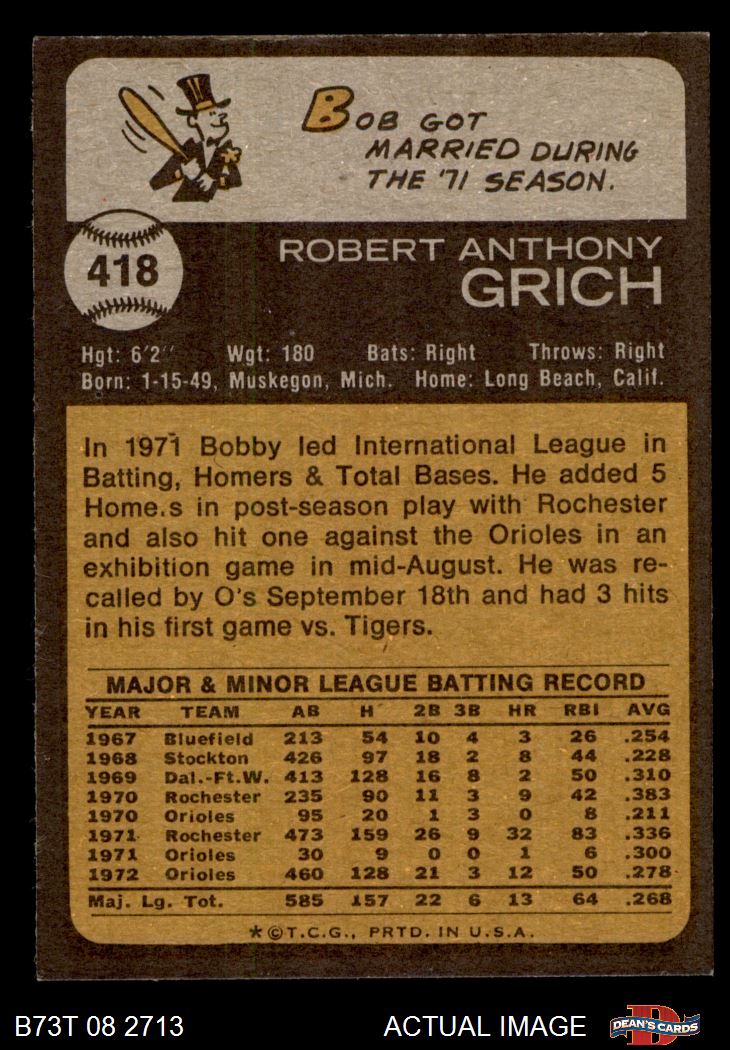 BOB GOT
MARRIED DURING
THE '71 SEASON.
418
ROBERT ANTHONY
GRICH
Hgt: 6'2'' Wgt: 180 Bats: Right Throws: Right
Born: 1-15-49, Muskegon, Mich. Home: Long Beach, Calif.
In 1971 Bobby led International League in
Batting, Homers & Total Bases. He added 5
Home.s in post-season play with Rochester
and also hit one against the Orioles in an
exhibition game in mid-August. He was re-
called by O's September 18th and had 3 hits
in his first game vs. Tigers.
MAJOR & MINOR LEAGUE BATTING RECORD
YEAR TEAM AB H 2B 3B HR RBI AVG
1967 Bluefield 213 54 10 4 3 26 .254
1968 Stockton 426 97 18 2 8 44 .228
1969 Dal.-Ft.W. 413 128 16 8 2 50 .310
1970 Rochester 235 90 11 3 9 42 .383
1970 Orioles 95 20 1 3 0 8 .211
1971 Rochester 473 159 26 9 32 83 .336
1971 Orioles 30 9 0 0 1 6 .300
1972 Orioles 460 128 21 3 12 50 .278
Maj. Lg. Tot. 585 157 22 6 13 64 .268
*©T.C.G., PRTD. IN U.S.A.
B73T 08 2713 ACTUAL IMAGE DEAN'S CARDS